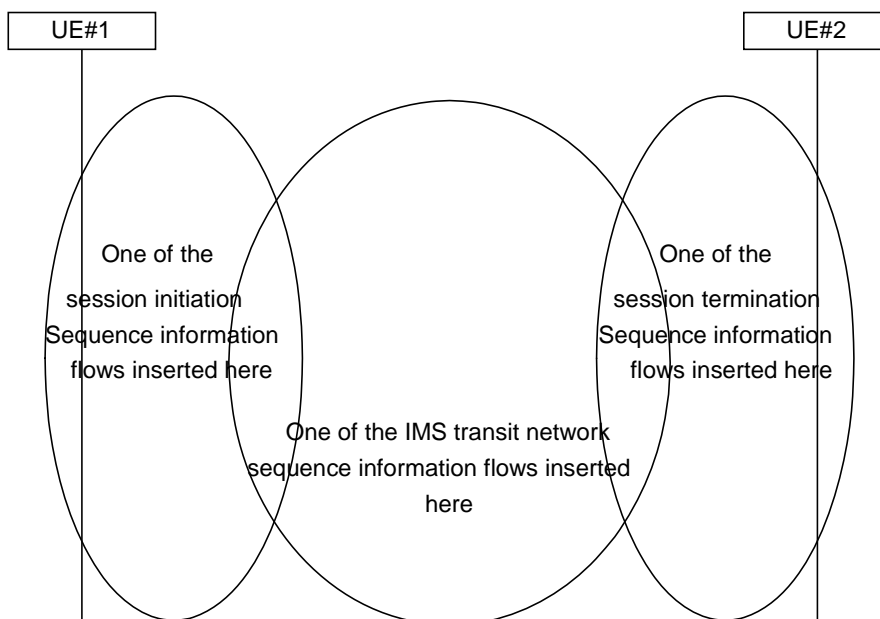 UE#1
UE#2
One of the
session initiation
Sequence information
flows inserted here
One of the
session termination
Sequence information
flows inserted here
One of the IMS transit network
sequence information flows inserted
here